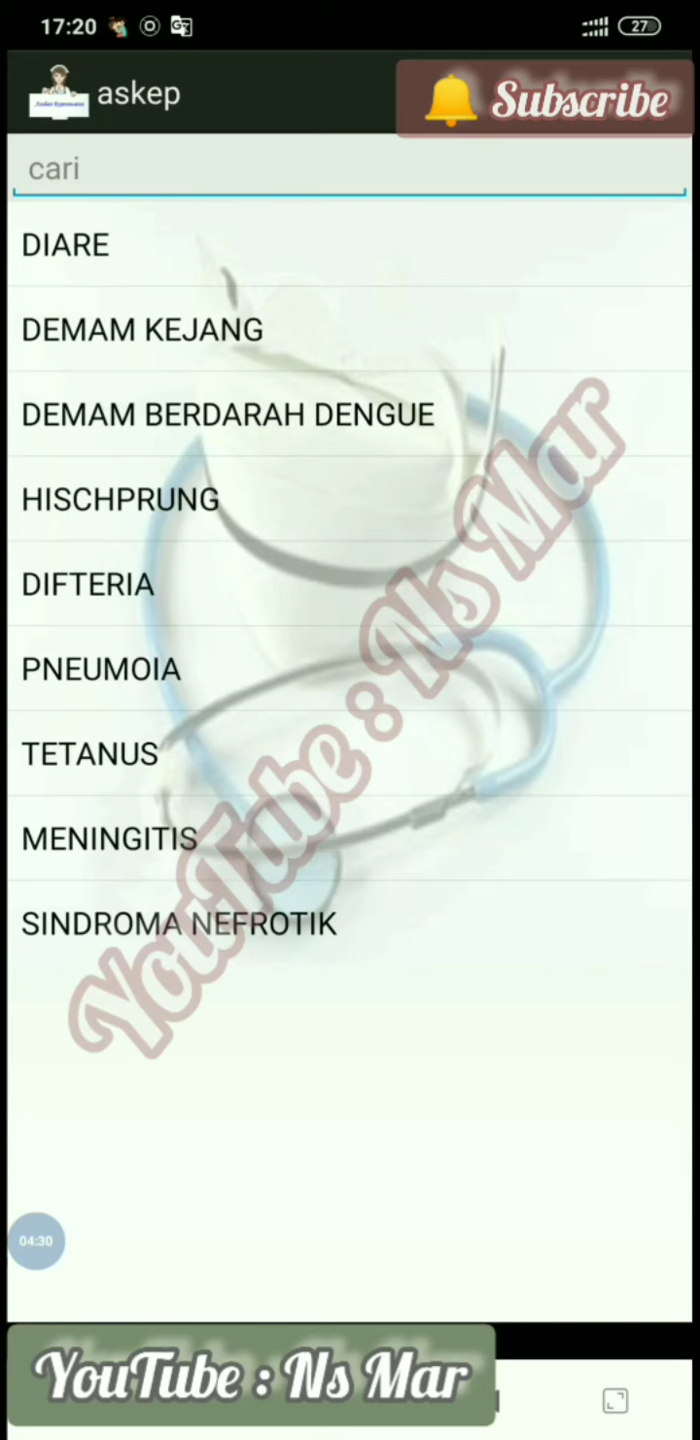 17:20
27
askep
Subscribe
cari
DIARE
DEMAM KEJANG
DEMAM BERDARAH DENGUE
HISCHPRUNG
DIFTERIA
PNEUMOIA
TETANUS
MENINGITIS
SINDROMA NEFROTIK
YouTube : Ns Mar
04:30
YouTube : Ns Mar